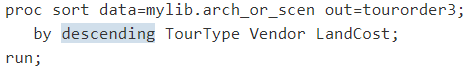 proc sort data=mylib.arch_or_scen out=tourorder3;
by descending TourType Vendor LandCost;
run;